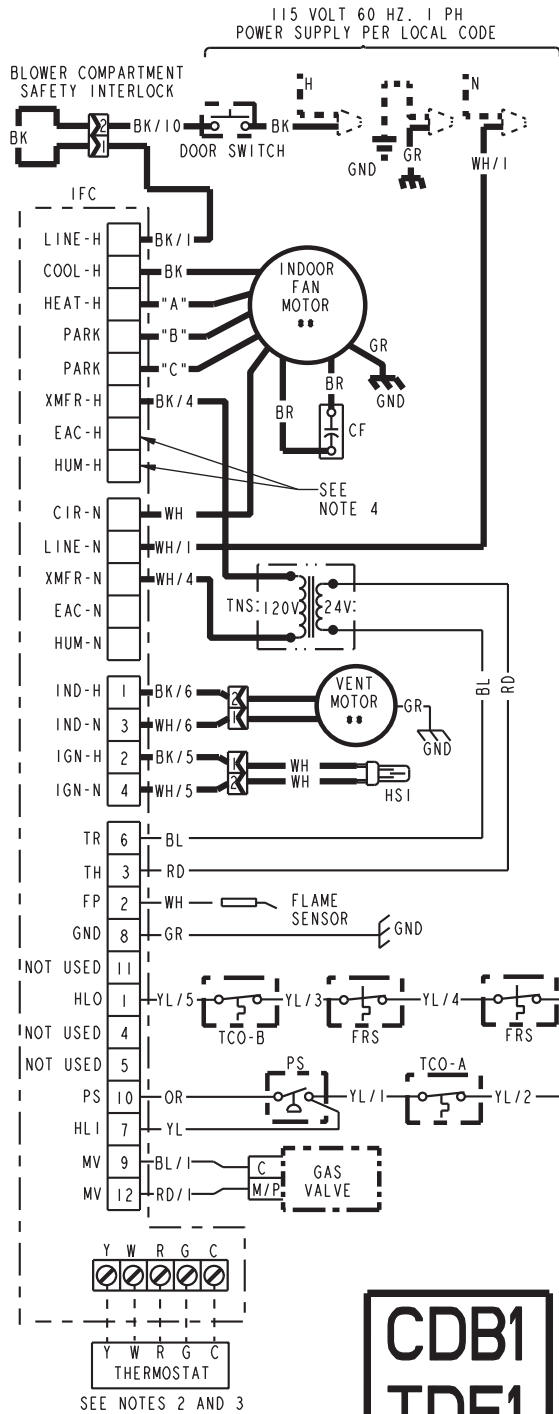 115 VOLT 60 HZ. 1 PH
POWER SUPPLY PER LOCAL CODE
BLOWER COMPARTMENT
SAFETY INTERLOCK
H
N
BK
2
1
BK/10
BK
DOOR SWITCH
GND
GR
WH/1
IFC
LINE-H
BK/1
COOL-H
BK
HEAT-H
"A"
PARK
"B"
PARK
"C"
XMFR-H
BK/4
EAC-H
HUM-H
INDOOR
FAN
MOTOR
**
GR
GND
BR
BR
CF
SEE
NOTE 4
CIR-N
WH
LINE-N
WH/1
XMFR-N
WH/4
EAC-N
HUM-N
TNS
120V
24V
BL
RD
IND-H
1
BK/6
2
IND-N
3
WH/6
1
VENT
MOTOR
**
GR
GND
IGN-H
2
BK/5
1
WH
IGN-N
4
WH/5
2
WH
HSI
TR
6
BL
TH
3
RD
FP
2
WH
FLAME
SENSOR
GND
8
GR
GND
NOT USED
11
HLO
1
YL/5
TCO-B
YL/3
FRS
YL/4
FRS
NOT USED
4
NOT USED
5
PS
10
OR
PS
YL/1
TCO-A
YL/2
HLI
7
YL
MV
9
BL/1
C
MV
12
RD/1
M/P
GAS
VALVE
Y W R G C
Y W R G C
THERMOSTAT
SEE NOTES 2 AND 3
CDB1
TDE1